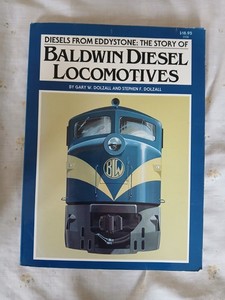 DIESELS FROM EDDYSTONE: THE STORY OF
BALDWIN DIESEL
LOCOMOTIVES
BY GARY W. DOLZALL AND STEPHEN F. DOLZALL
BLW